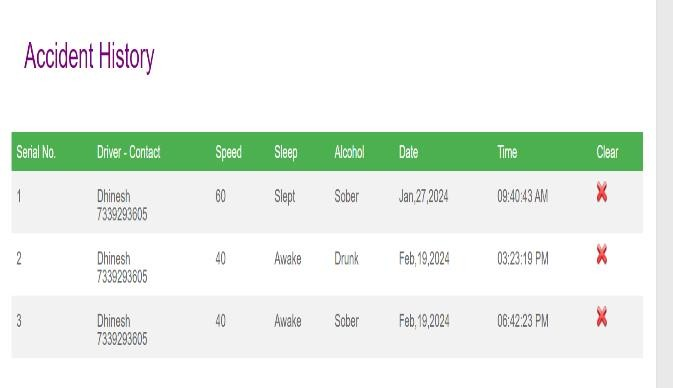 Accident History
Serial No. Driver - Contact Speed Sleep Alcohol Date Time Clear
1 Dhinesh 60 Slept Sober Jan,27,2024 09:40:43 AM
7339293605
2 Dhinesh 40 Awake Drunk Feb,19,2024 03:23:19 PM
7339293605
3 Dhinesh 40 Awake Sober Feb,19,2024 06:42:23 PM
7339293605